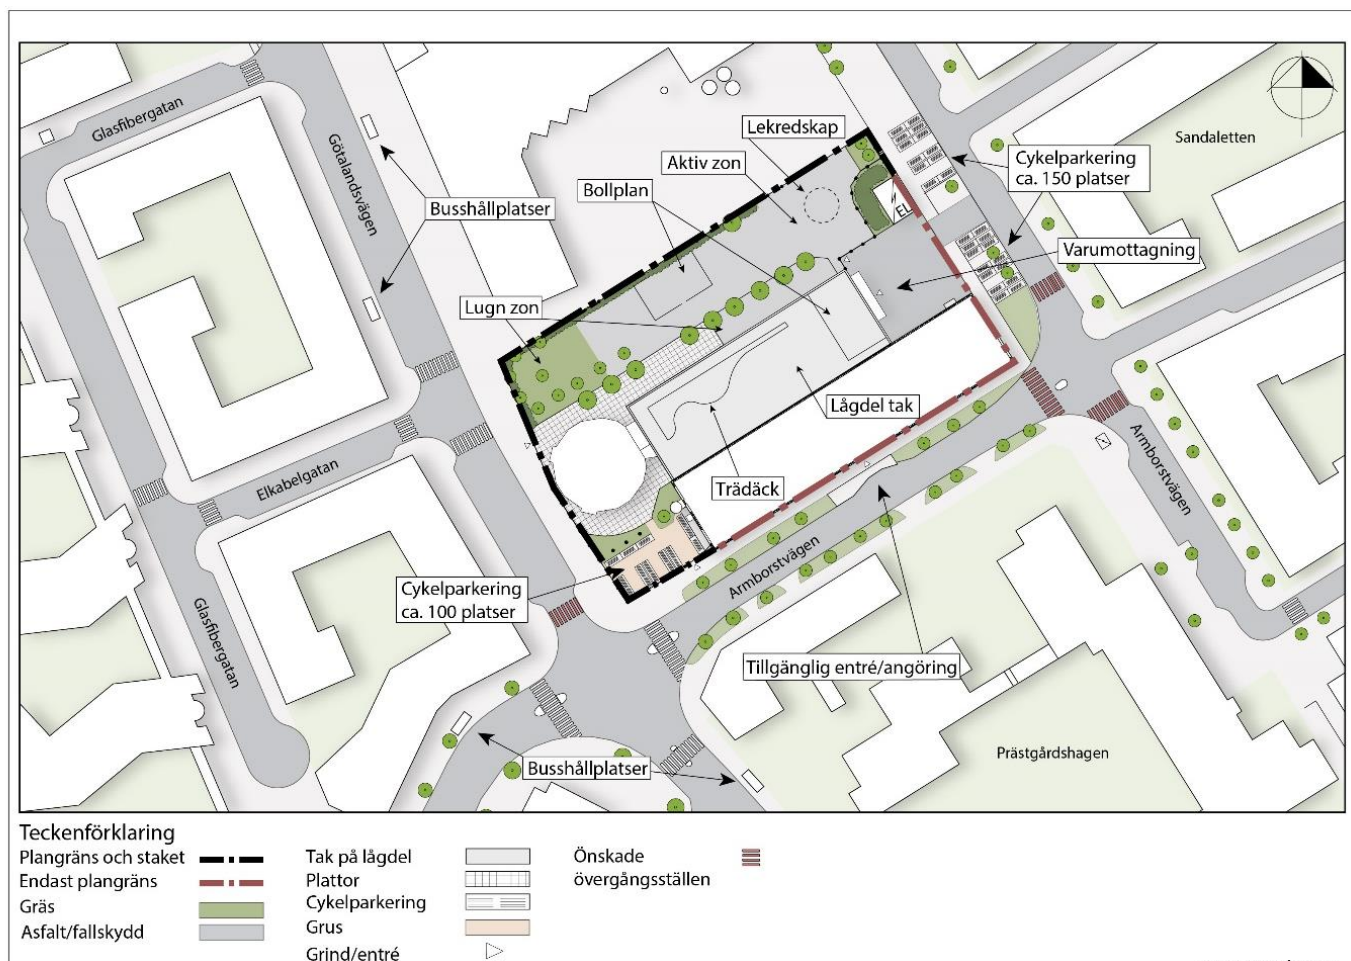 Glasfibergatan
Götalandsvägen
Busshållplatser
Lekredskap
Aktiv zon
Bollplan
Lugn zon
EL
Sandaletten
Cykelparkering
ca. 150 platser
Varumottagning
Lågdel tak
Trädäck
Elkabelgatan
Glasfibergatan
Cykelparkering
ca. 100 platser
Armborstvägen
Armborstvägen
Tillgänglig entré/angöring
Prästgårdshagen
Busshållplatser
Teckenförklaring
Plangräns och staket
Endast plangräns
Gräs
Asfalt/fallskydd
Tak på lågdel
Plattor
Cykelparkering
Grus
Grind/entré
Önskade
övergångsställen